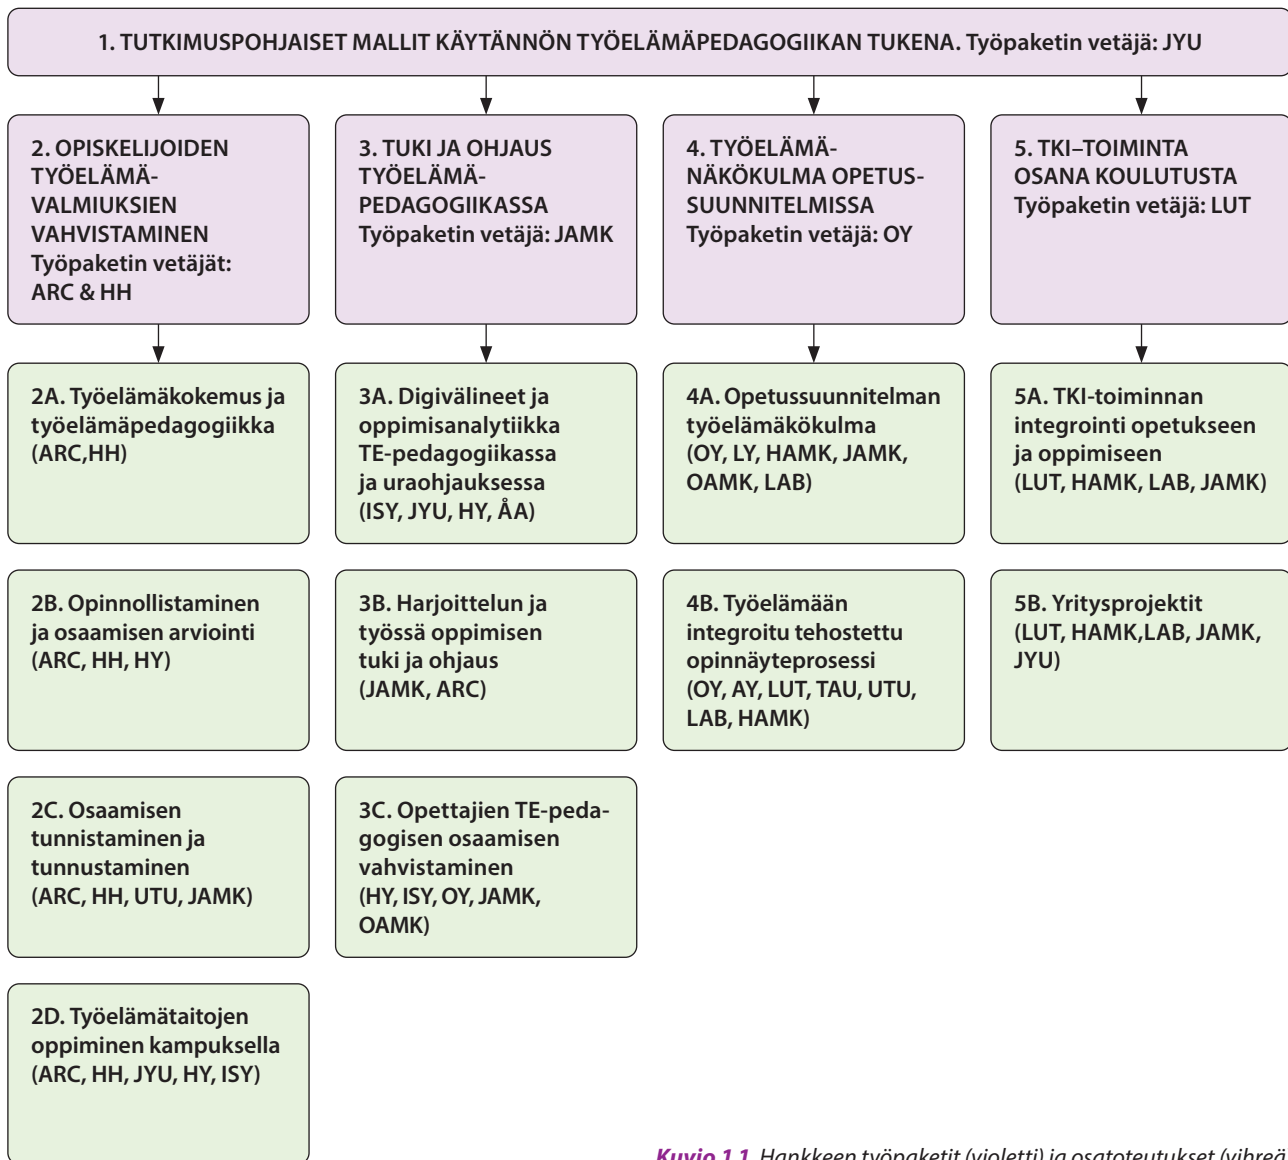 1. TUTKIMUSPOHJAISET MALLIT KÄYTÄNNÖN TYÖELÄMÄPEDAGOGIIKAN TUKENA. Työpaketin vetäjä: JYU
2. OPISKELIJOIDEN
TYÖELÄMÄ-
VALMIUKSIEN
VAHVISTAMINEN
Työpaketin vetäjät:
ARC & HH
3. TUKI JA OHJAUS
TYÖELÄMÄ-
PEDAGOGIIKASSA
Työpaketin vetäjä: JAMK
4. TYÖELÄMÄ-
NÄKÖKULMA OPETUS-
SUUNNITELMISSA
Työpaketin vetäjä: OY
5. TKI–TOIMINTA
OSANA KOULUTUSTA
Työpaketin vetäjä: LUT
2A. Työelämäkokemus ja
työelämäpedagogiikka
(ARC,HH)
3A. Digivälineet ja
oppimisanalytiikka
TE-pedagogiikassa
ja uraohjauksessa
(ISY, JYU, HY, ÅA)
4A. Opetussuunnitelman
työelämäkökulma
(OY, LY, HAMK, JAMK,
OAMK, LAB)
5A. TKI-toiminnan
integrointi opetukseen
ja oppimiseen
(LUT, HAMK, LAB, JAMK)
2B. Opinnollistaminen
ja osaamisen arviointi
(ARC, HH, HY)
3B. Harjoittelun ja
työssä oppimisen
tuki ja ohjaus
(JAMK, ARC)
4B. Työelämään
integroitu tehostettu
opinnäyteprosessi
(OY, AY, LUT, TAU, UTU,
LAB, HAMK)
5B. Yritysprojektit
(LUT, HAMK,LAB, JAMK,
JYU)
2C. Osaamisen
tunnistaminen ja
tunnustaminen
(ARC, HH, UTU, JAMK)
3C. Opettajien TE-peda-
gogisen osaamisen
vahvistaminen
(HY, ISY, OY, JAMK,
OAMK)
2D. Työelämätaitojen
oppiminen kampuksella
(ARC, HH, JYU, HY, ISY)
Kuvio 1.1. Hankkeen työpaketit (violetti) ja osatoteutukset (vihreä